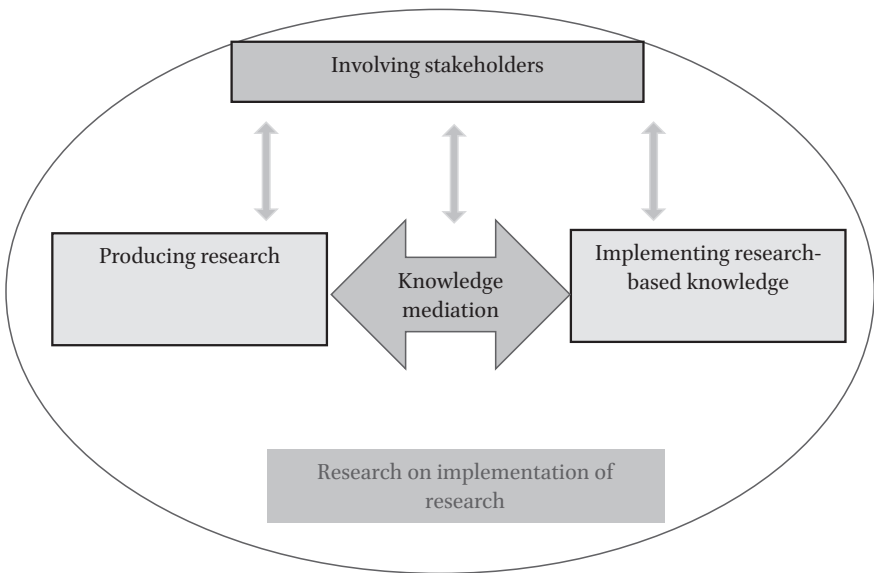 Involving stakeholders
Producing research
Knowledge
mediation
Implementing research-
based knowledge
Research on implementation of
research